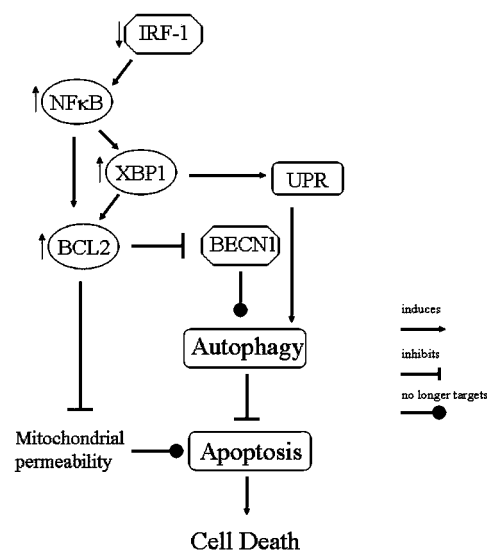 IRF-1
NFκB
XBP1
UPR
BCL2
BECN1
induces
Autophagy
inhibits
no longer targets
Mitochondrial
permeability
Apoptosis
Cell Death